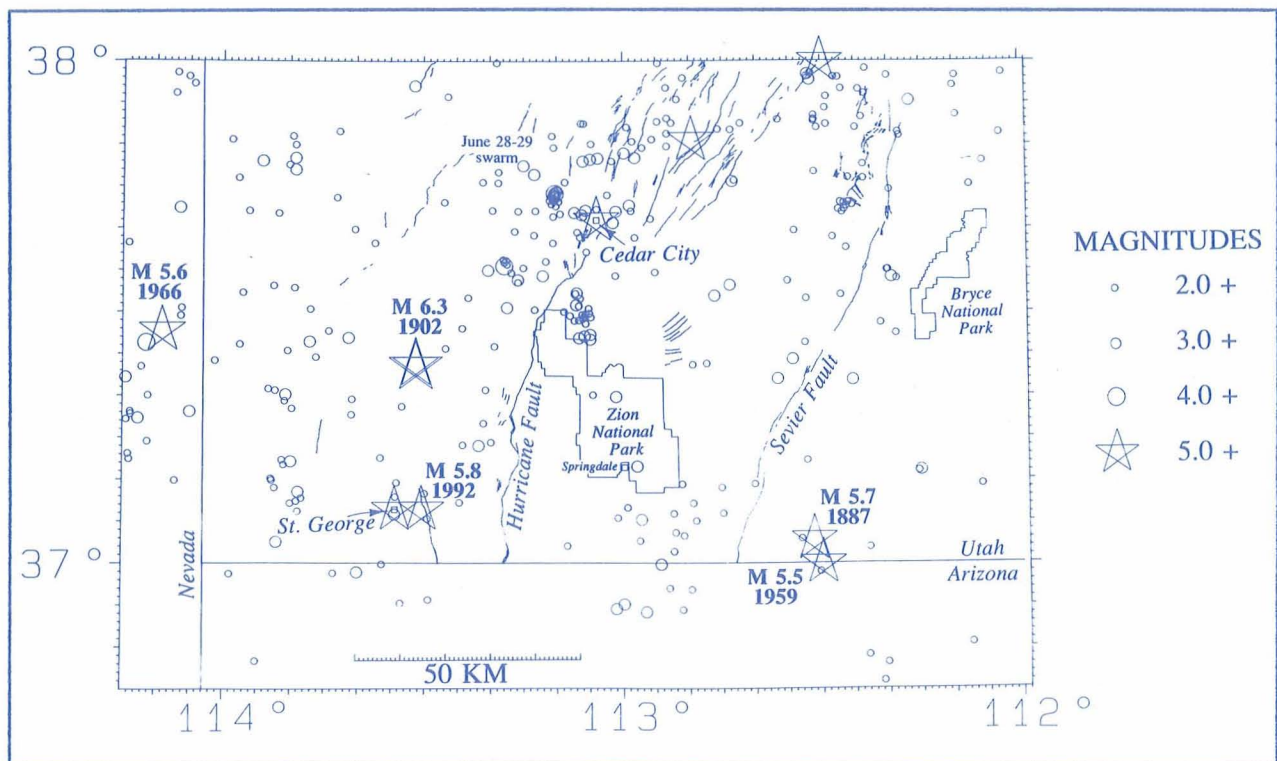 38°
June 28-29
swarm
Cedar City
MAGNITUDES
2.0 +
3.0 +
4.0 +
5.0 +
M 5.6
1966
M 6.3
1902
Bryce
National
Park
Hurricane Fault
Sevier Fault
Zion
National
Park
Springdale
M 5.8
1992
St. George
M 5.7
1887
37°
Nevada
Utah
Arizona
M 5.5
1959
50 KM
114°
113°
112°